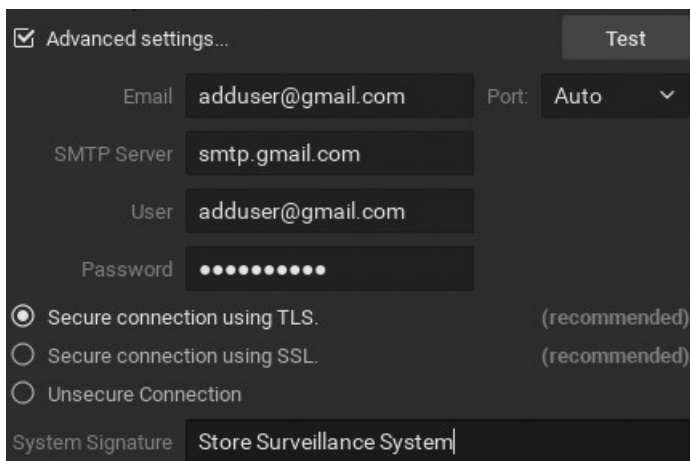 Advanced settings... Test
Email adduser@gmail.com Port: Auto
SMTP Server smtp.gmail.com
User adduser@gmail.com
Password ●●●●●●●●●●
Secure connection using TLS. (recommended)
Secure connection using SSL. (recommended)
Unsecure Connection
System Signature Store Surveillance System